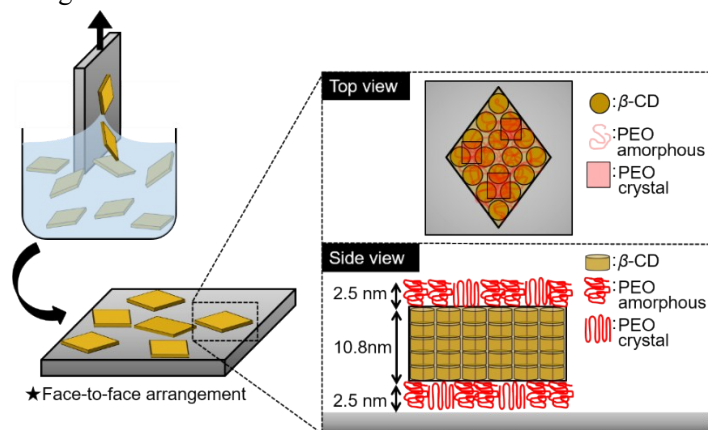 Top view
:β-CD
:PEO
amorphous
:PEO
crystal
Side view
:β-CD
:PEO
amorphous
:PEO
crystal
2.5 nm
10.8nm
2.5 nm
★Face-to-face arrangement